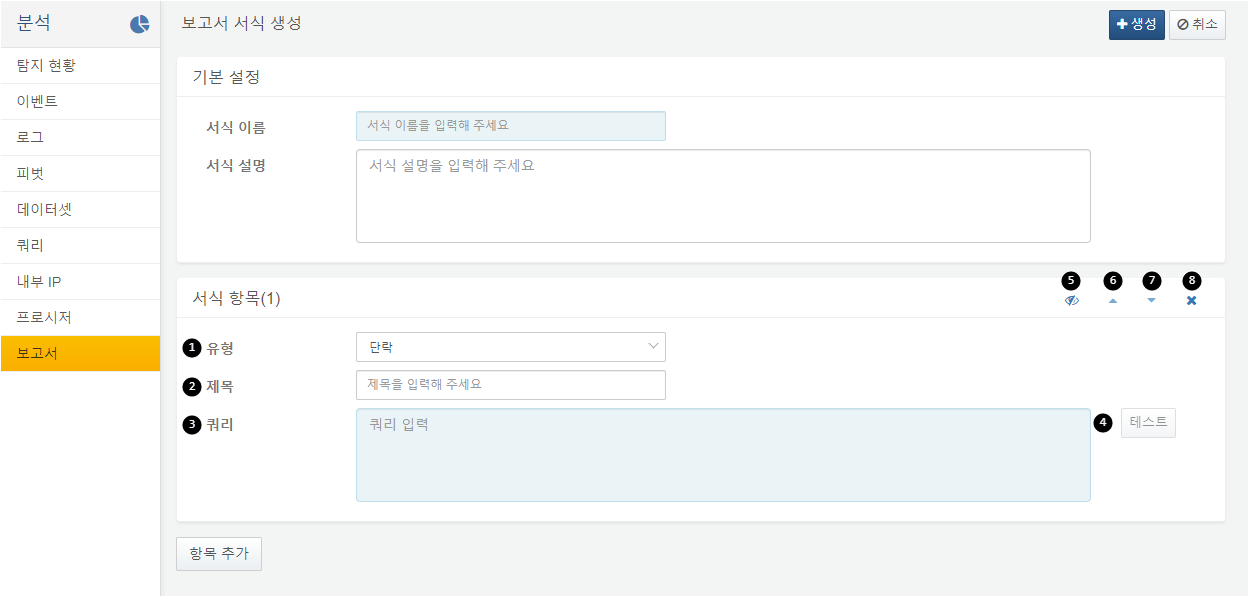 분석
보고서 서식 생성
생성
취소
탐지 현황
이벤트
로그
피벗
데이터셋
쿼리
내부 IP
프로시저
보고서
기본 설정
서식 이름
서식 이름을 입력해 주세요
서식 설명
서식 설명을 입력해 주세요
서식 항목(1)
5 6 7 8
1 유형
단락
2 제목
제목을 입력해 주세요
3 쿼리
쿼리 입력
4 테스트
항목 추가